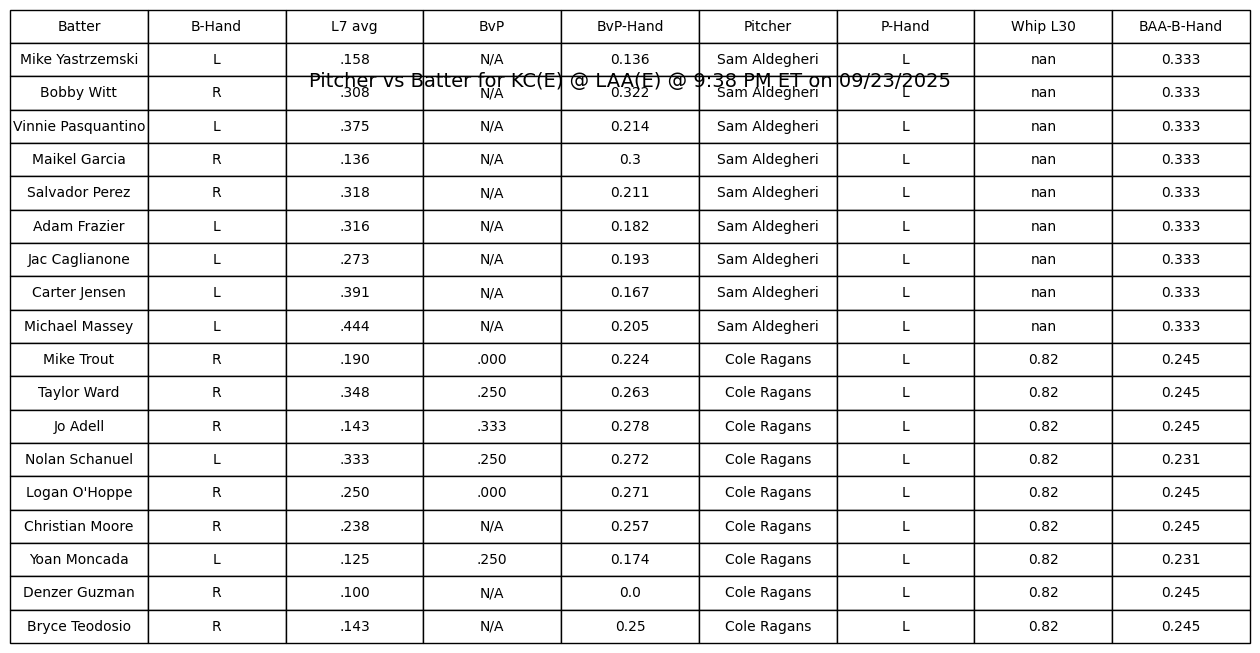 Batter B-Hand L7 avg BvP BvP-Hand Pitcher P-Hand Whip L30 BAA-B-Hand
Mike Yastrzemski L .158 N/A 0.136 Sam Aldegheri L nan 0.333
Pitcher vs Batter for KC(E) @ LAA(E) @ 9:38 PM ET on 09/23/2025
Bobby Witt R .308 N/A 0.322 Sam Aldegheri L nan 0.333
Vinnie Pasquantino L .375 N/A 0.214 Sam Aldegheri L nan 0.333
Maikel Garcia R .136 N/A 0.3 Sam Aldegheri L nan 0.333
Salvador Perez R .318 N/A 0.211 Sam Aldegheri L nan 0.333
Adam Frazier L .316 N/A 0.182 Sam Aldegheri L nan 0.333
Jac Caglianone L .273 N/A 0.193 Sam Aldegheri L nan 0.333
Carter Jensen L .391 N/A 0.167 Sam Aldegheri L nan 0.333
Michael Massey L .444 N/A 0.205 Sam Aldegheri L nan 0.333
Mike Trout R .190 .000 0.224 Cole Ragans L 0.82 0.245
Taylor Ward R .348 .250 0.263 Cole Ragans L 0.82 0.245
Jo Adell R .143 .333 0.278 Cole Ragans L 0.82 0.245
Nolan Schanuel L .333 .250 0.272 Cole Ragans L 0.82 0.231
Logan O'Hoppe R .250 .000 0.271 Cole Ragans L 0.82 0.245
Christian Moore R .238 N/A 0.257 Cole Ragans L 0.82 0.245
Yoan Moncada L .125 .250 0.174 Cole Ragans L 0.82 0.231
Denzer Guzman R .100 N/A 0.0 Cole Ragans L 0.82 0.245
Bryce Teodosio R .143 N/A 0.25 Cole Ragans L 0.82 0.245